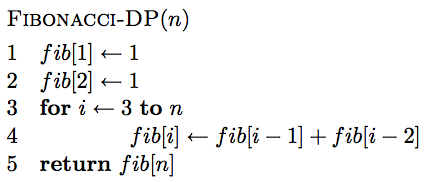 FIBONACCI-DP(n)
1 fib[1] ← 1
2 fib[2] ← 1
3 for i ← 3 to n
4 fib[i] ← fib[i − 1] + fib[i − 2]
5 return fib[n]